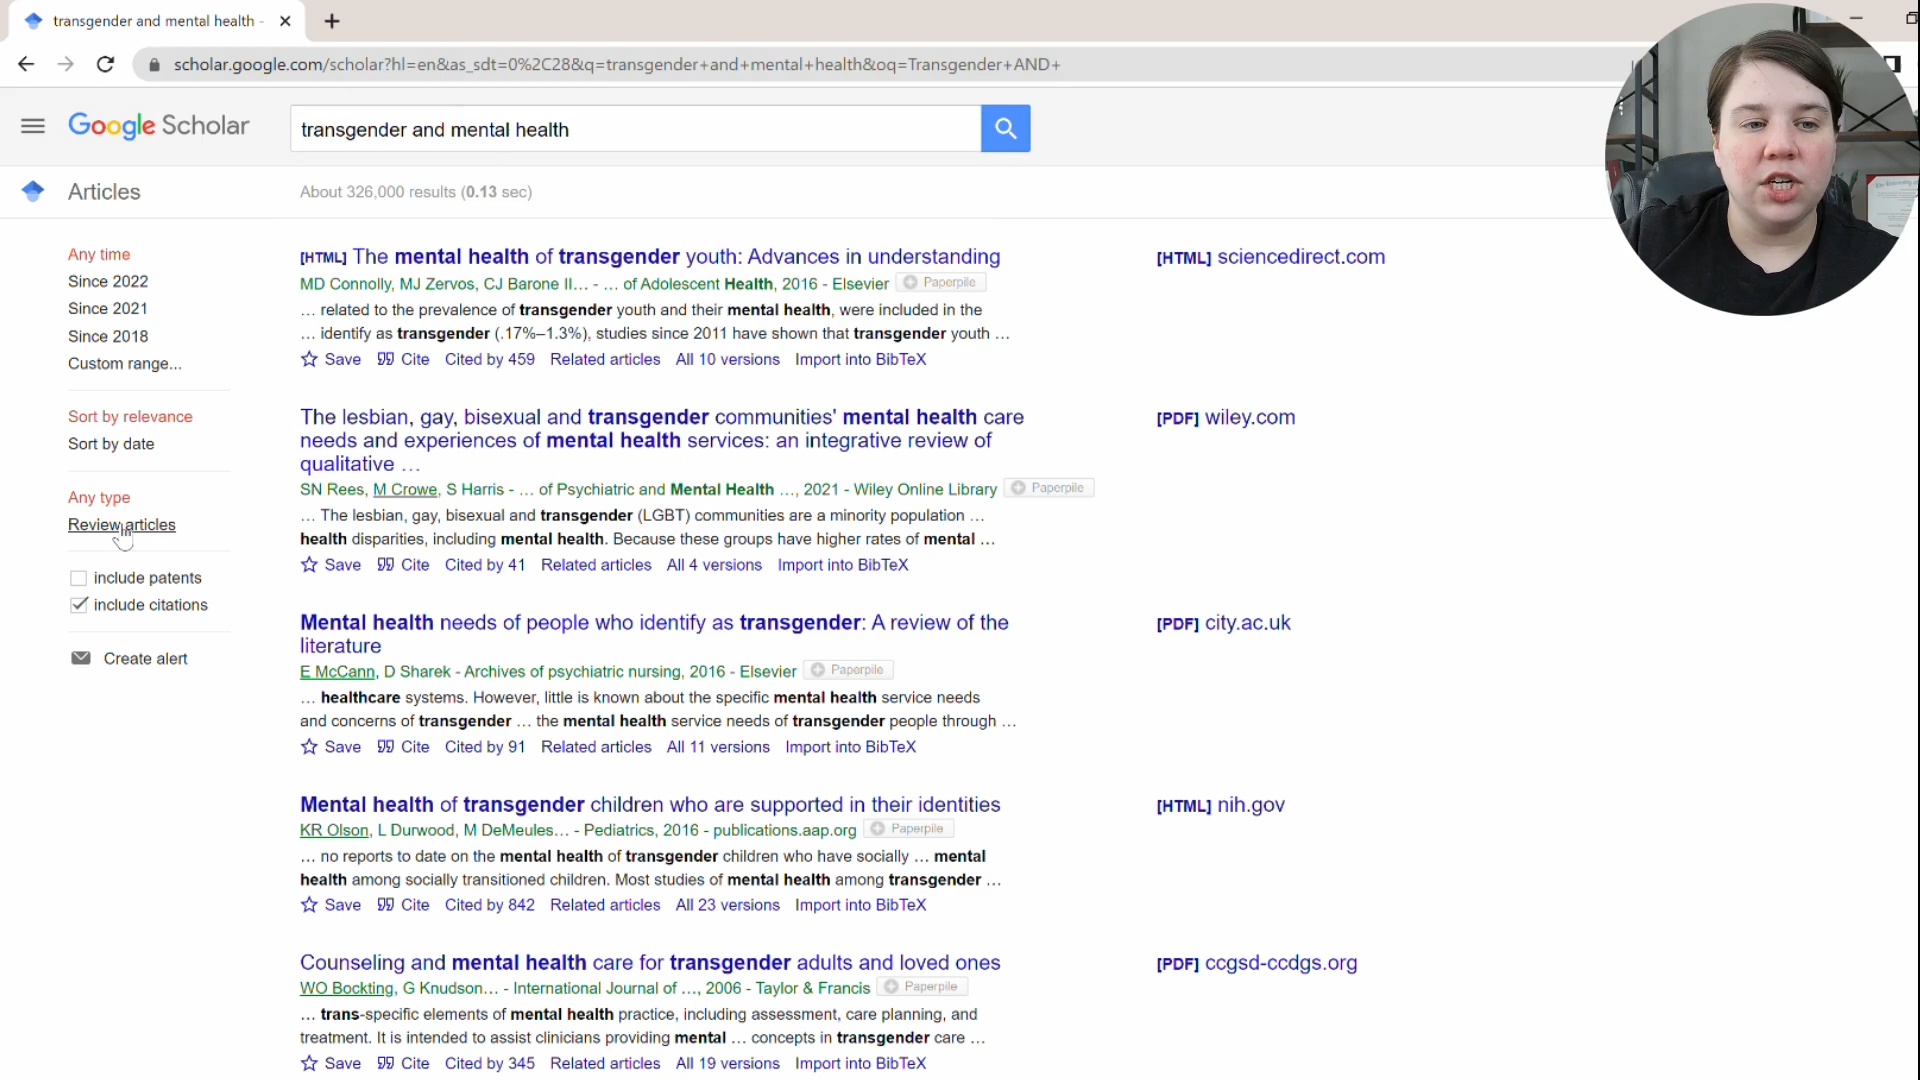 transgender and mental health -
scholar.google.com/scholar?hl=en&as_sdt=0%2C28&q=transgender+and+mental+health&oq=Transgender+AND+
Google Scholar
transgender and mental health
Articles
About 326,000 results (0.13 sec)
Any time
Since 2022
Since 2021
Since 2018
Custom range...
Sort by relevance
Sort by date
Any type
Review articles
include patents
include citations
Create alert
[HTML] The mental health of transgender youth: Advances in understanding
MD Connolly, MJ Zervos, CJ Barone II… - … of Adolescent Health, 2016 - Elsevier Paperpile
… related to the prevalence of transgender youth and their mental health, were included in the
… identify as transgender (.17%–1.3%), studies since 2011 have shown that transgender youth …
Save Cite Cited by 459 Related articles All 10 versions Import into BibTeX
[HTML] sciencedirect.com
The lesbian, gay, bisexual and transgender communities' mental health care
needs and experiences of mental health services: an integrative review of
qualitative …
SN Rees, M Crowe, S Harris - … of Psychiatric and Mental Health …, 2021 - Wiley Online Library Paperpile
… The lesbian, gay, bisexual and transgender (LGBT) communities are a minority population …
health disparities, including mental health. Because these groups have higher rates of mental …
Save Cite Cited by 41 Related articles All 4 versions Import into BibTeX
[PDF] wiley.com
Mental health needs of people who identify as transgender: A review of the
literature
E McCann, D Sharek - Archives of psychiatric nursing, 2016 - Elsevier Paperpile
… healthcare systems. However, little is known about the specific mental health service needs
and concerns of transgender … the mental health service needs of transgender people through …
Save Cite Cited by 91 Related articles All 11 versions Import into BibTeX
[PDF] city.ac.uk
Mental health of transgender children who are supported in their identities
KR Olson, L Durwood, M DeMeules… - Pediatrics, 2016 - publications.aap.org Paperpile
… no reports to date on the mental health of transgender children who have socially … mental
health among socially transitioned children. Most studies of mental health among transgender …
Save Cite Cited by 842 Related articles All 23 versions Import into BibTeX
[HTML] nih.gov
Counseling and mental health care for transgender adults and loved ones
WO Bockting, G Knudson… - International Journal of …, 2006 - Taylor & Francis Paperpile
… trans-specific elements of mental health practice, including assessment, care planning, and
treatment. It is intended to assist clinicians providing mental … concepts in transgender care …
Save Cite Cited by 345 Related articles All 19 versions Import into BibTeX
[PDF] ccgsd-ccdgs.org